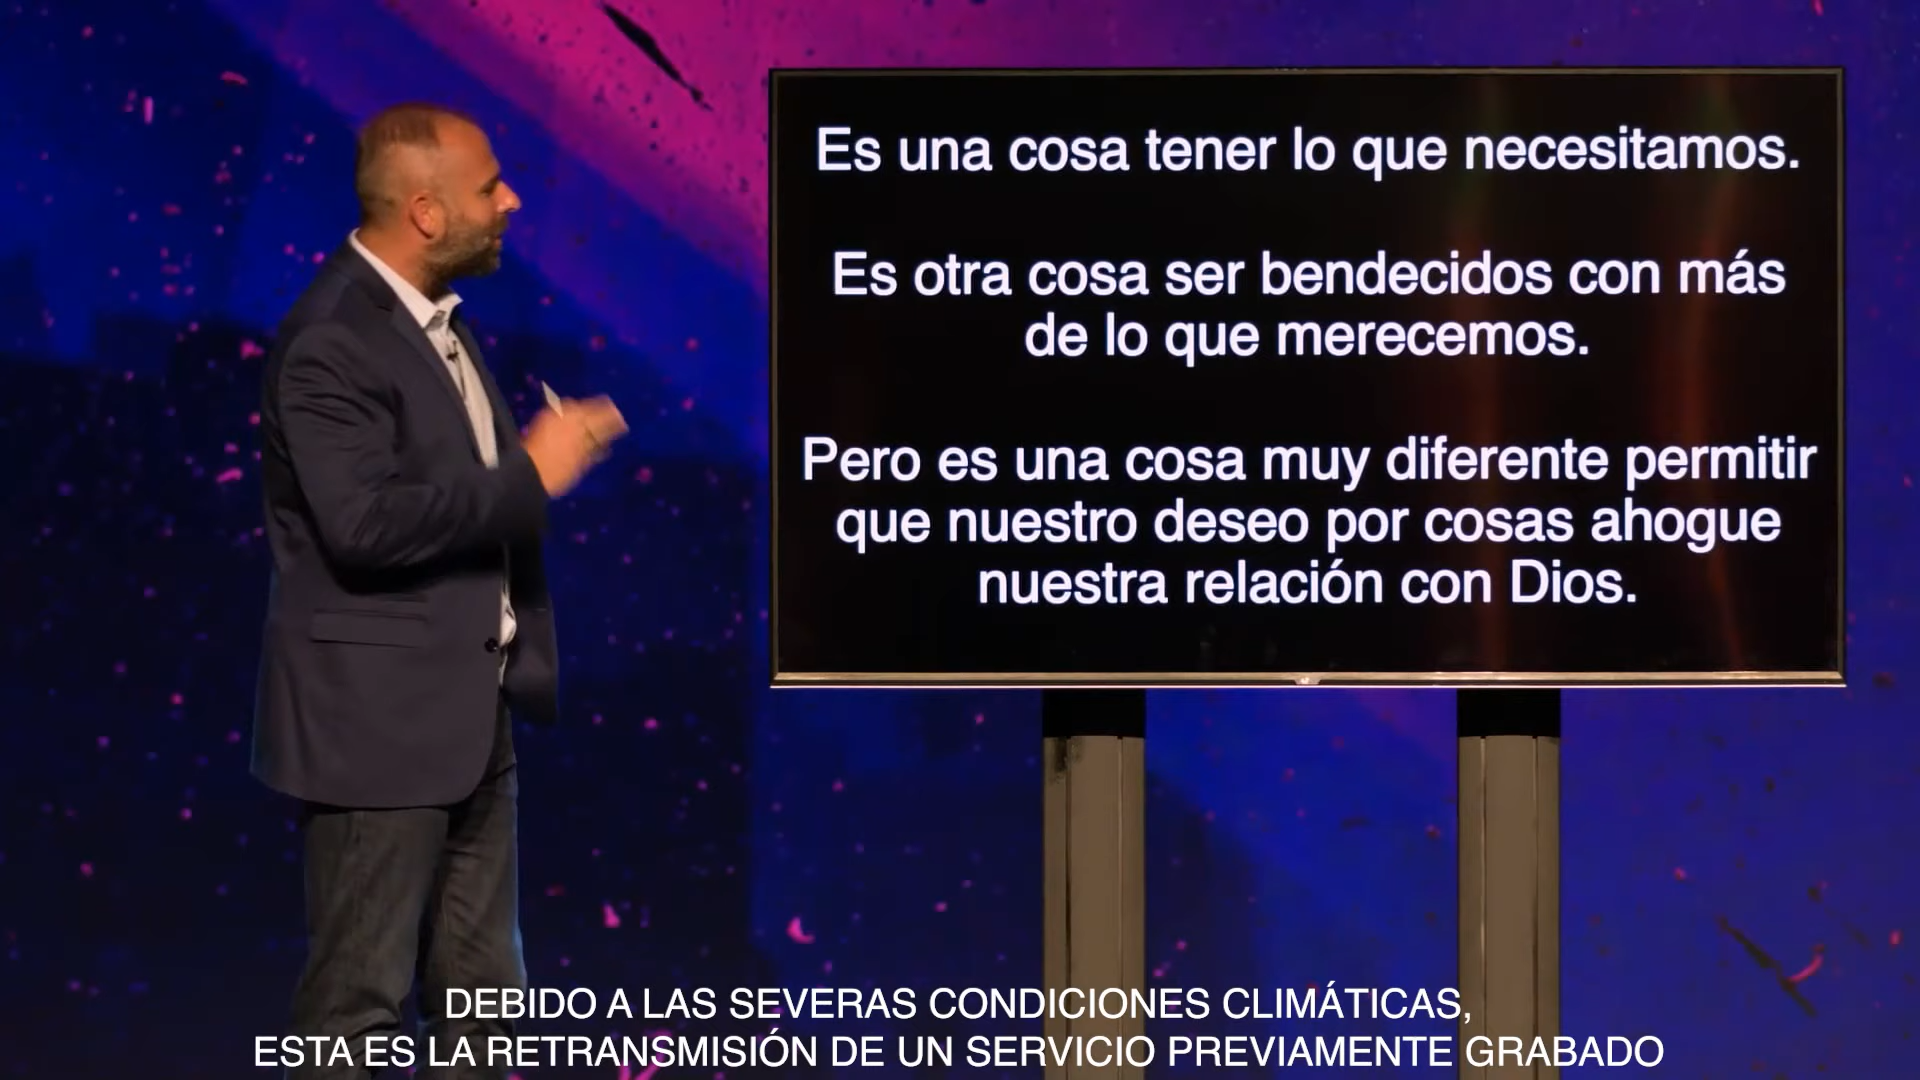 Es una cosa tener lo que necesitamos.
Es otra cosa ser bendecidos con más
de lo que merecemos.
Pero es una cosa muy diferente permitir
que nuestro deseo por cosas ahogue
nuestra relación con Dios.
DEBIDO A LAS SEVERAS CONDICIONES CLIMÁTICAS,
ESTA ES LA RETRANSMISIÓN DE UN SERVICIO PREVIAMENTE GRABADO